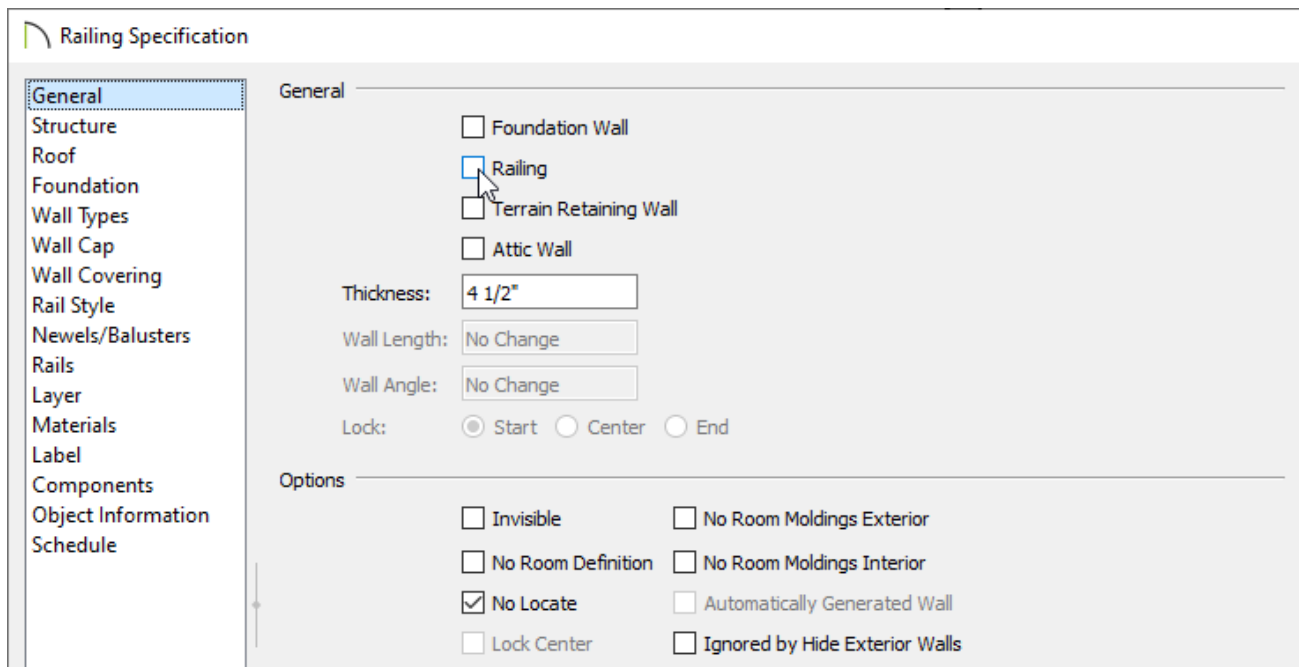 Railing Specification
General
Structure
Roof
Foundation
Wall Types
Wall Cap
Wall Covering
Rail Style
Newels/Balusters
Rails
Layer
Materials
Label
Components
Object Information
Schedule
General
Foundation Wall
Railing
Terrain Retaining Wall
Attic Wall
Thickness: 4 1/2"
Wall Length: No Change
Wall Angle: No Change
Lock: Start Center End
Options
Invisible No Room Moldings Exterior
No Room Definition No Room Moldings Interior
No Locate Automatically Generated Wall
Lock Center Ignored by Hide Exterior Walls